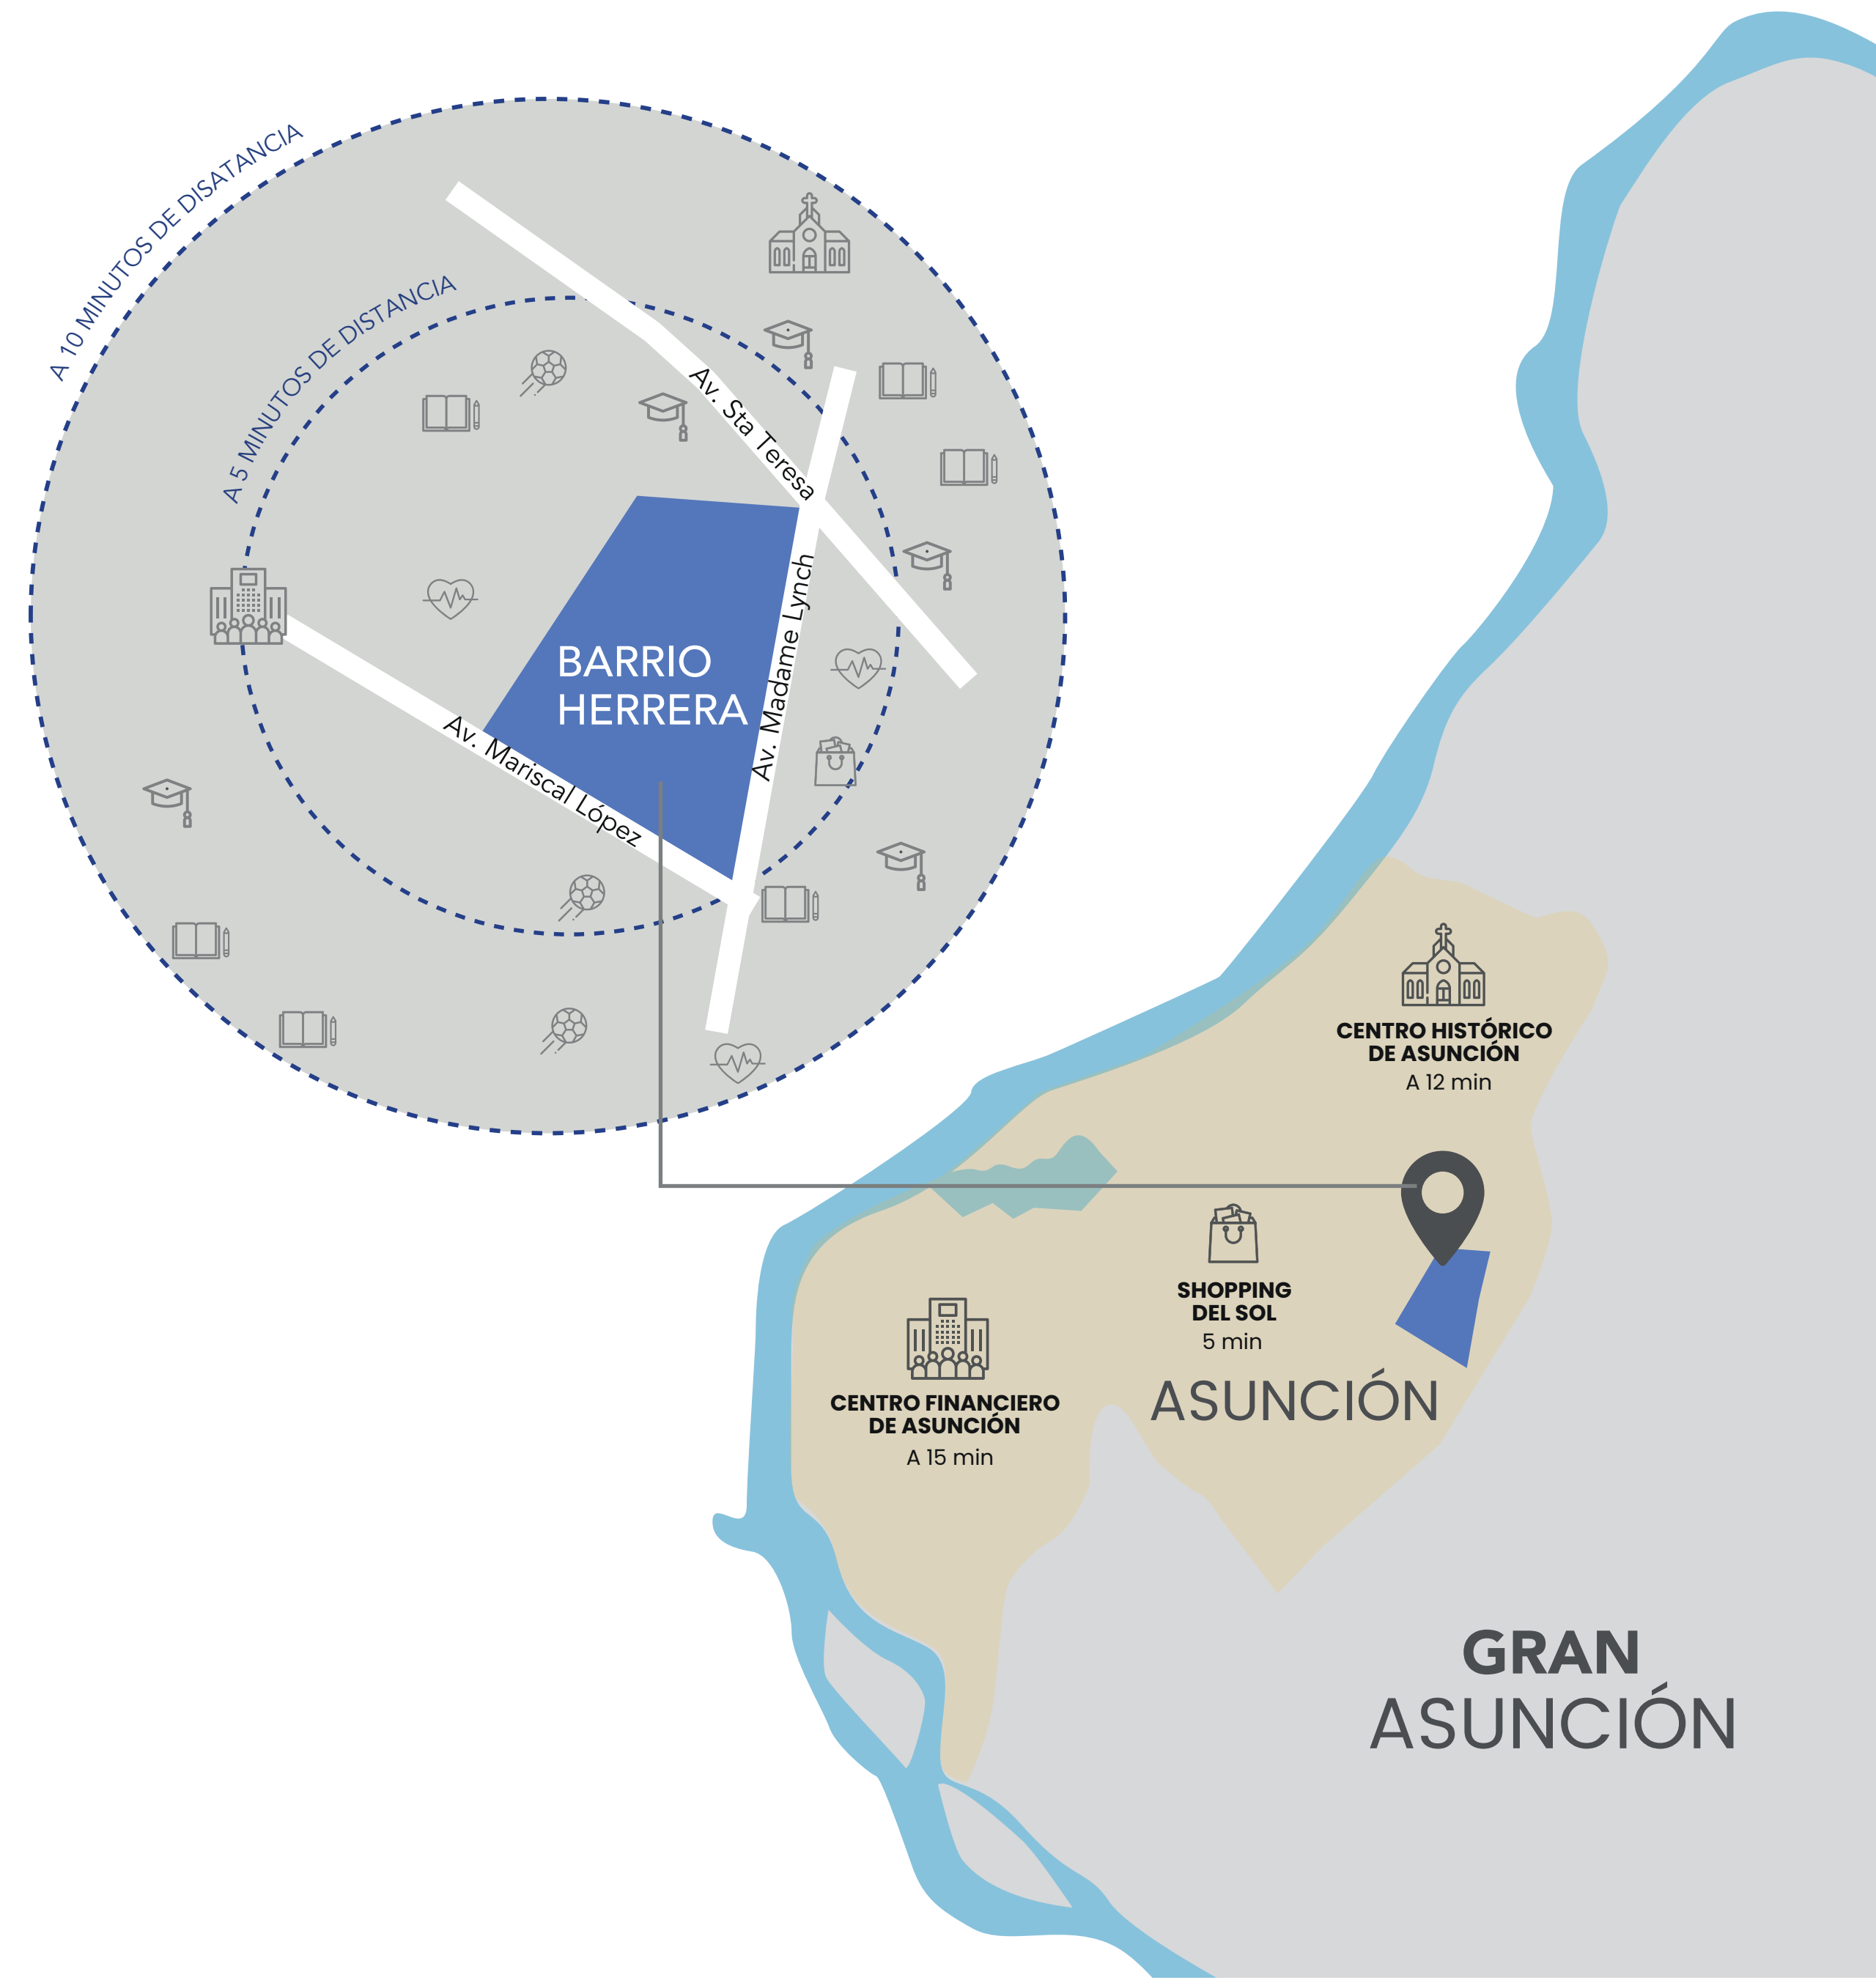 A 10 MINUTOS DE DISATANCIA
A 5 MINUTOS DE DISTANCIA
Av. Sta Teresa
Av. Madame Lynch
BARRIO
HERRERA
Av. Mariscal López
CENTRO HISTÓRICO
DE ASUNCIÓN
A 12 min
SHOPPING
DEL SOL
5 min
CENTRO FINANCIERO
DE ASUNCIÓN
A 15 min
ASUNCIÓN
GRAN
ASUNCIÓN